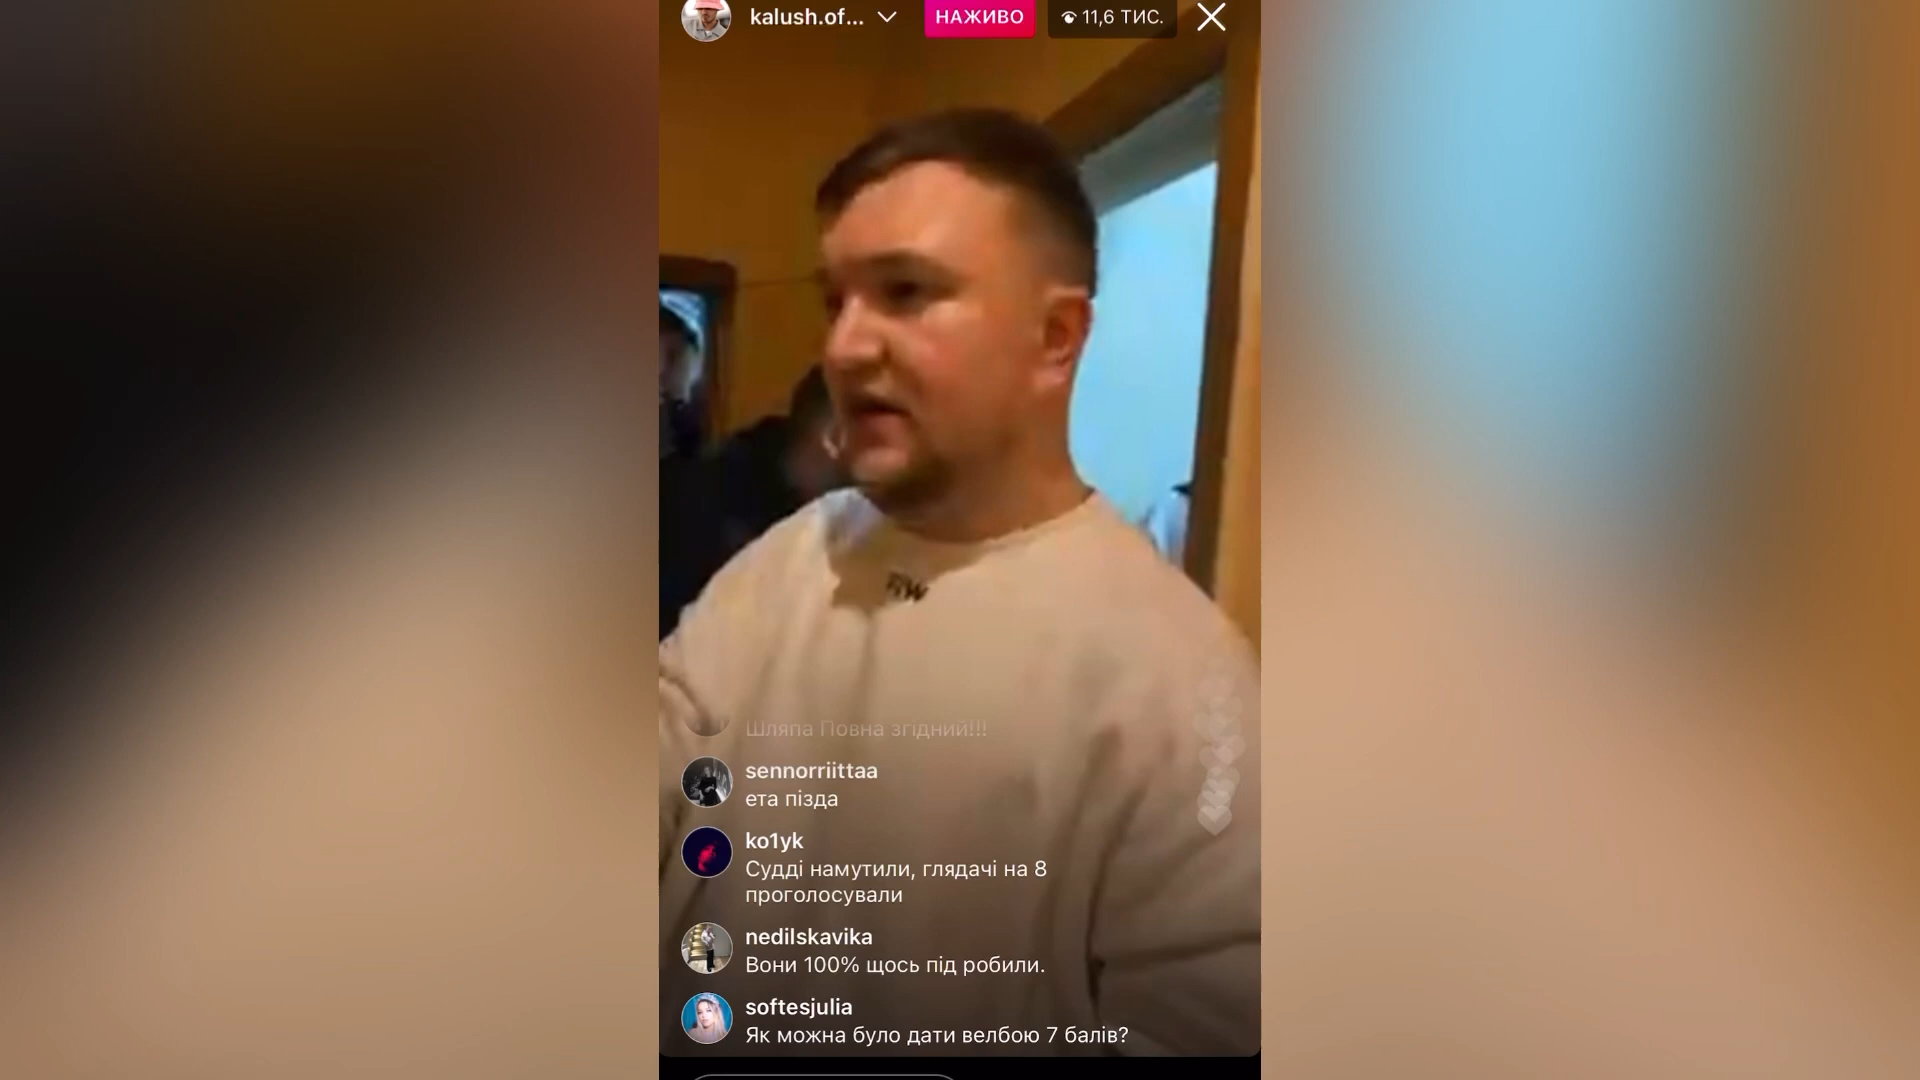 kalush.of...
НАЖИВО
11,6 ТИС.
Шляпа Повна згідний!!!
sennorriittaa
ета пізда
ko1yk
Судді намутили, глядачі на 8
проголосували
nedilskavika
Вони 100% щось під робили.
softesjulia
Як можна було дати велбою 7 балів?